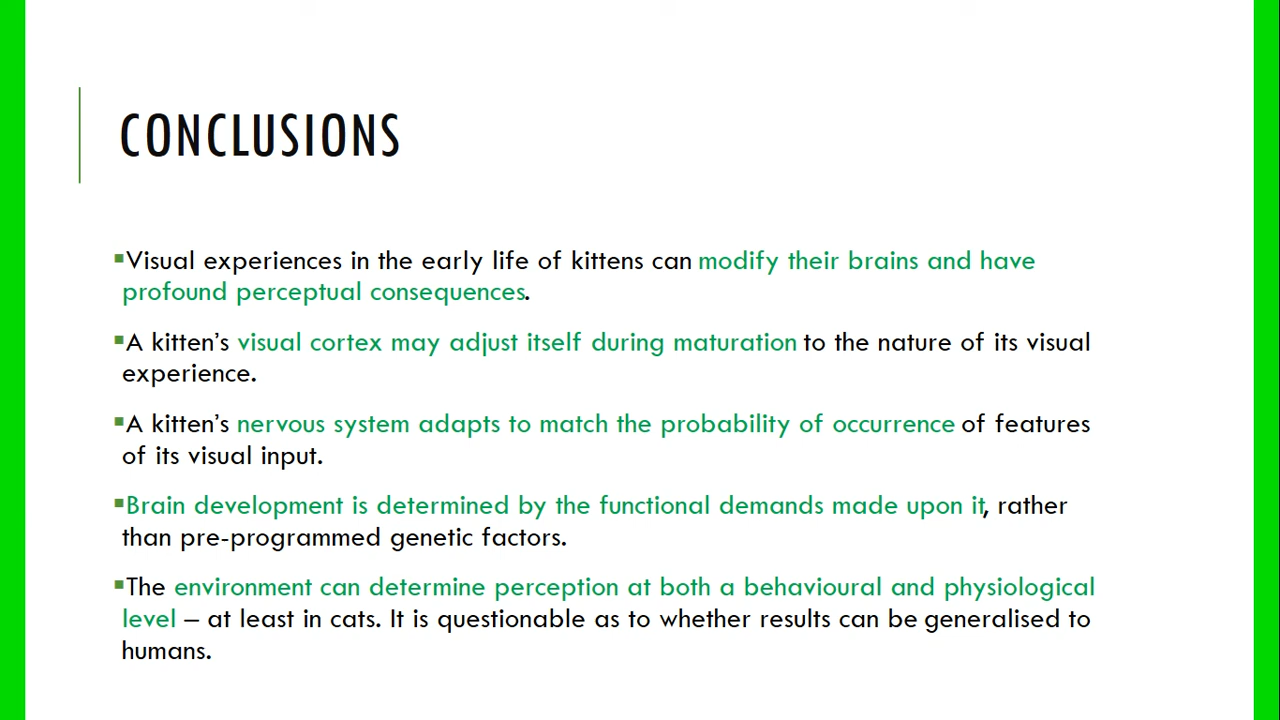 CONCLUSIONS
▪Visual experiences in the early life of kittens can modify their brains and have
profound perceptual consequences.
▪A kitten’s visual cortex may adjust itself during maturation to the nature of its visual
experience.
▪A kitten’s nervous system adapts to match the probability of occurrence of features
of its visual input.
▪Brain development is determined by the functional demands made upon it, rather
than pre-programmed genetic factors.
▪The environment can determine perception at both a behavioural and physiological
level – at least in cats. It is questionable as to whether results can be generalised to
humans.